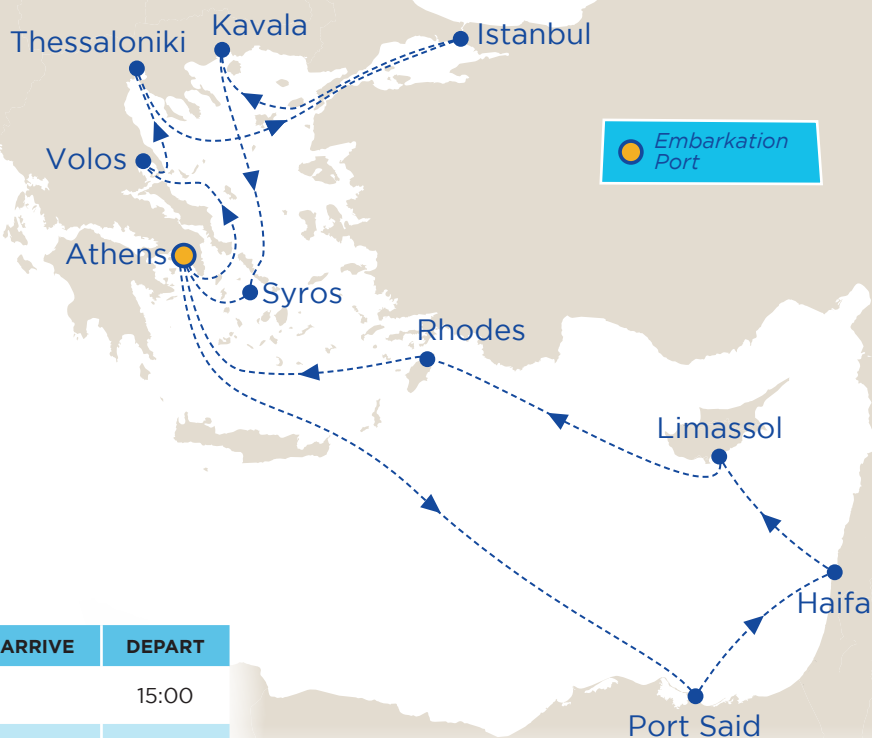 Kavala
Istanbul
Thessaloniki
Embarkation
Port
Volos
Athens
Syros
Rhodes
Limassol
Haifa
ARRIVE DEPART
15:00
Port Said